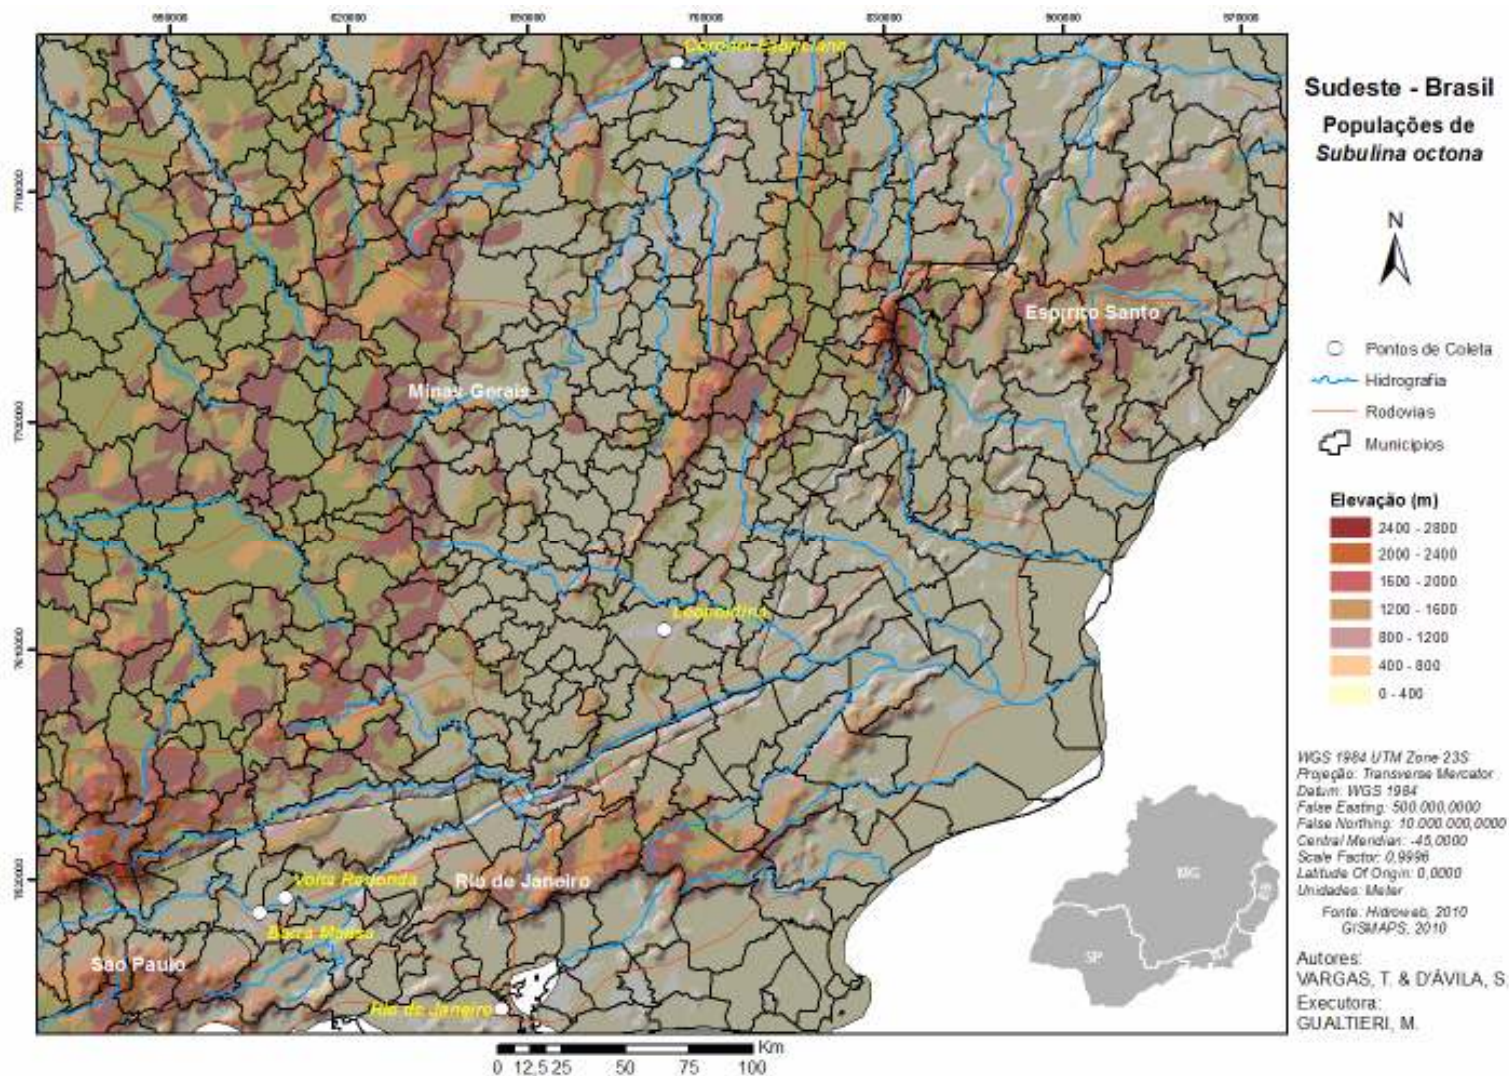 Sudeste - Brasil
Populações de
Subulina octona
N
Pontos de Coleta
Hidrografia
Rodovias
Municípios
Elevação (m)
2400 - 2800
2000 - 2400
1600 - 2000
1200 - 1600
800 - 1200
400 - 800
0 - 400
WGS 1984 UTM Zone 23S
Projeção: Transverse Mercator
Datum: WGS 1984
False Easting: 500.000,0000
False Northing: 10.000.000,0000
Central Meridian: -45,0000
Scale Factor: 0,9996
Latitude Of Origin: 0,0000
Unidades: Meter
Fonte: Hidroweb, 2010
GISMAPS, 2010
Autores:
VARGAS, T. & D'ÁVILA, S.
Executora:
GUALTIERI, M.
MG
ES
SP
RJ
Coronel Fabriciano
Espírito Santo
Minas Gerais
Leopoldina
Volta Redonda
Rio de Janeiro
Barra Mansa
São Paulo
Rio de Janeiro
Km
0 12,5 25 50 75 100